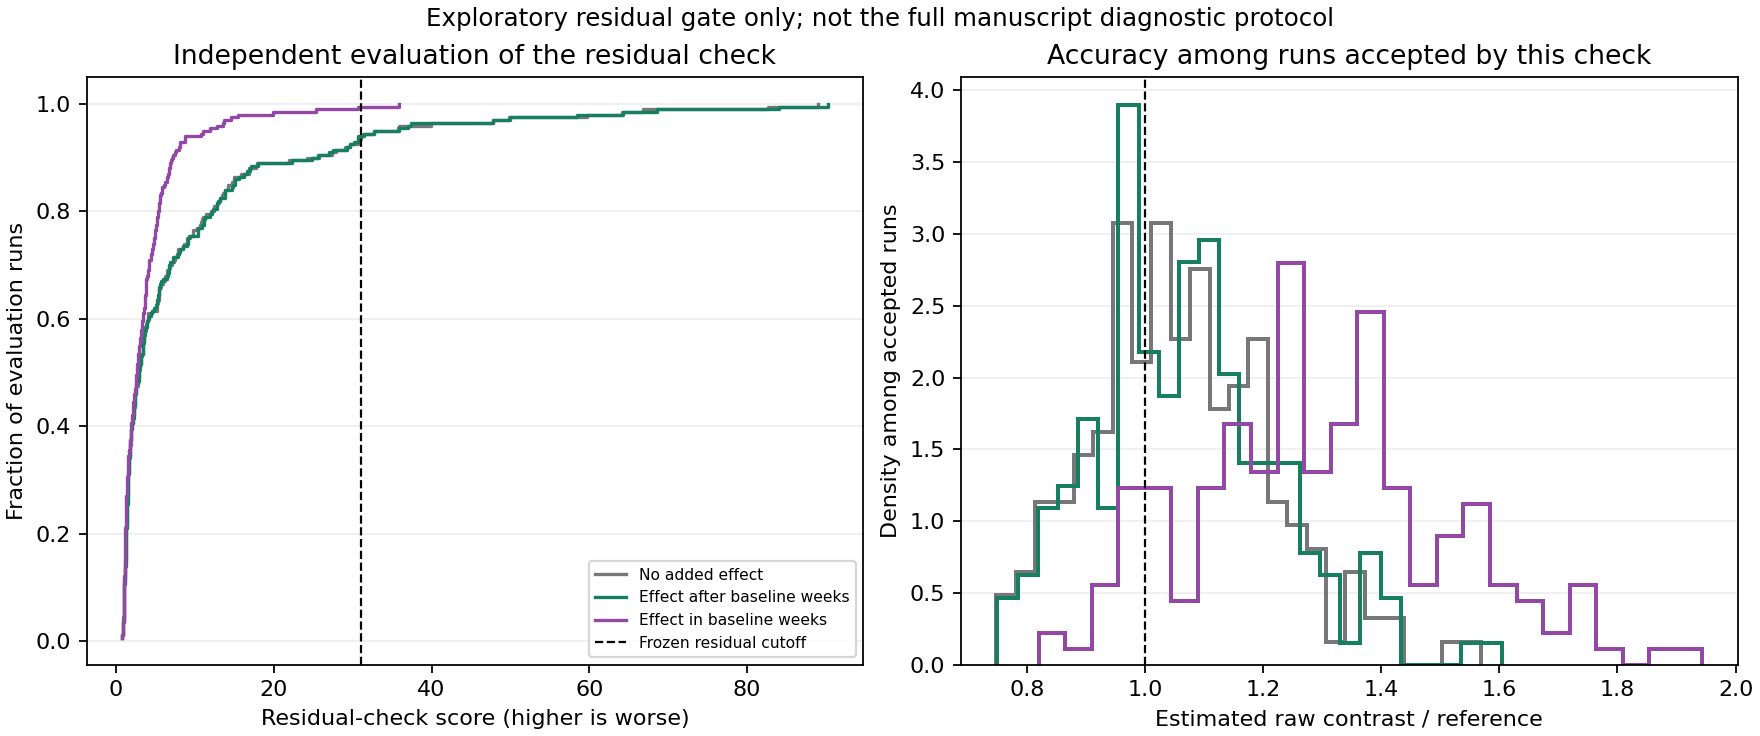 Exploratory residual gate only; not the full manuscript diagnostic protocol
Independent evaluation of the residual check
Fraction of evaluation runs
1.0
0.8
0.6
0.4
0.2
0.0
No added effect
Effect after baseline weeks
Effect in baseline weeks
Frozen residual cutoff
0 20 40 60 80
Residual-check score (higher is worse)
Accuracy among runs accepted by this check
Density among accepted runs
4.0
3.5
3.0
2.5
2.0
1.5
1.0
0.5
0.0
0.8 1.0 1.2 1.4 1.6 1.8 2.0
Estimated raw contrast / reference